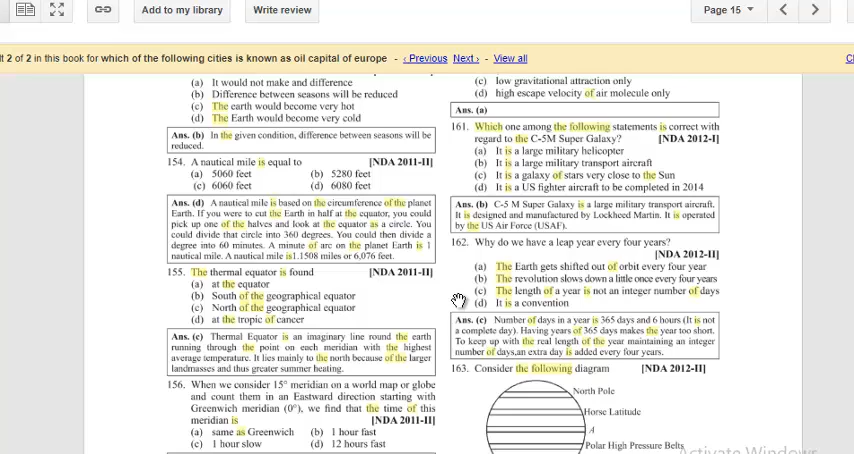 Add to my library
Write review
Page 15
lt 2 of 2 in this book for which of the following cities is known as oil capital of europe - ‹ Previous Next › - View all
(a) It would not make and difference
(b) Difference between seasons will be
(c) The earth would become very hot
(d) The Earth would become very cold
Ans. (b) In the given condition, difference between seasons will be
reduced.
154. A nautical mile is equal to [NDA 2011-II]
(a) 5060 feet (b) 5280 feet
(c) 6060 feet (d) 6080 feet
Ans. (d) A nautical mile is based on the circumference of the planet
Earth. If you were to cut the Earth in half at the equator, you could
pick up one of the halves and look at the equator as a circle. You
could divide that circle into 360 degrees. You could then divide a
degree into 60 minutes. A minute of arc on the planet Earth is 1
nautical mile. A nautical mile is1.1508 miles or 6,076 feet.
155. The thermal equator is found [NDA 2011-II]
(a) at the equator
(b) South of the geographical equator
(c) North of the geographical equator
(d) at the tropic of cancer
Ans. (c) Thermal Equator is an imaginary line round the earth
running through the point on each meridian with the highest
average temperature. It lies mainly to the north because of the larger
landmasses and thus greater summer heating.
156. When we consider 15° meridian on a world map or globe
and count them in an Eastward direction starting with
Greenwich meridian (0°), we find that the time of this
meridian is [NDA 2011-II]
(a) same as Greenwich (b) 1 hour fast
(c) 1 hour slow (d) 12 hours fast
(c) low gravitational attraction only
(d) high escape velocity of air molecule only
Ans. (a)
161. Which one among the following statements is correct with
regard to the C-5M Super Galaxy? [NDA 2012-I]
(a) It is a large military helicopter
(b) It is a large military transport aircraft
(c) It is a galaxy of stars very close to the Sun
(d) It is a US fighter aircraft to be completed in 2014
Ans. (b) C-5 M Super Galaxy is a large military transport aircraft.
It is designed and manufactured by Lockheed Martin. It is operated
by the US Air Force (USAF).
162. Why do we have a leap year every four years?
[NDA 2012-II]
(a) The Earth gets shifted out of orbit every four year
(b) The revolution slows down a little once every four years
(c) The length of a year is not an integer number of days
(d) It is a convention
Ans. (c) Number of days in a year is 365 days and 6 hours (It is not
a complete day). Having years of 365 days makes the year too short.
To keep up with the real length of the year maintaining an integer
number of days,an extra day is added every four years.
163. Consider the following diagram [NDA 2012-II]
North Pole
Horse Latitude
A
Polar High Pressure Belts
Activate Windows